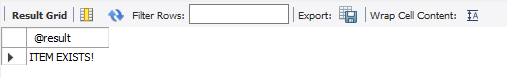 Result Grid Filter Rows: Export: Wrap Cell Content:
@result
ITEM EXISTS!